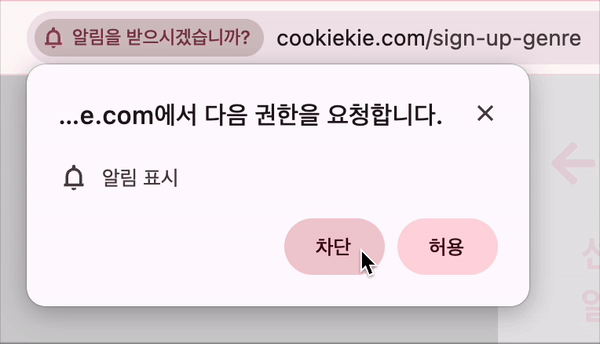 알림을 받으시겠습니까? cookiekie.com/sign-up-genre
...e.com에서 다음 권한을 요청합니다.
알림 표시
차단 허용